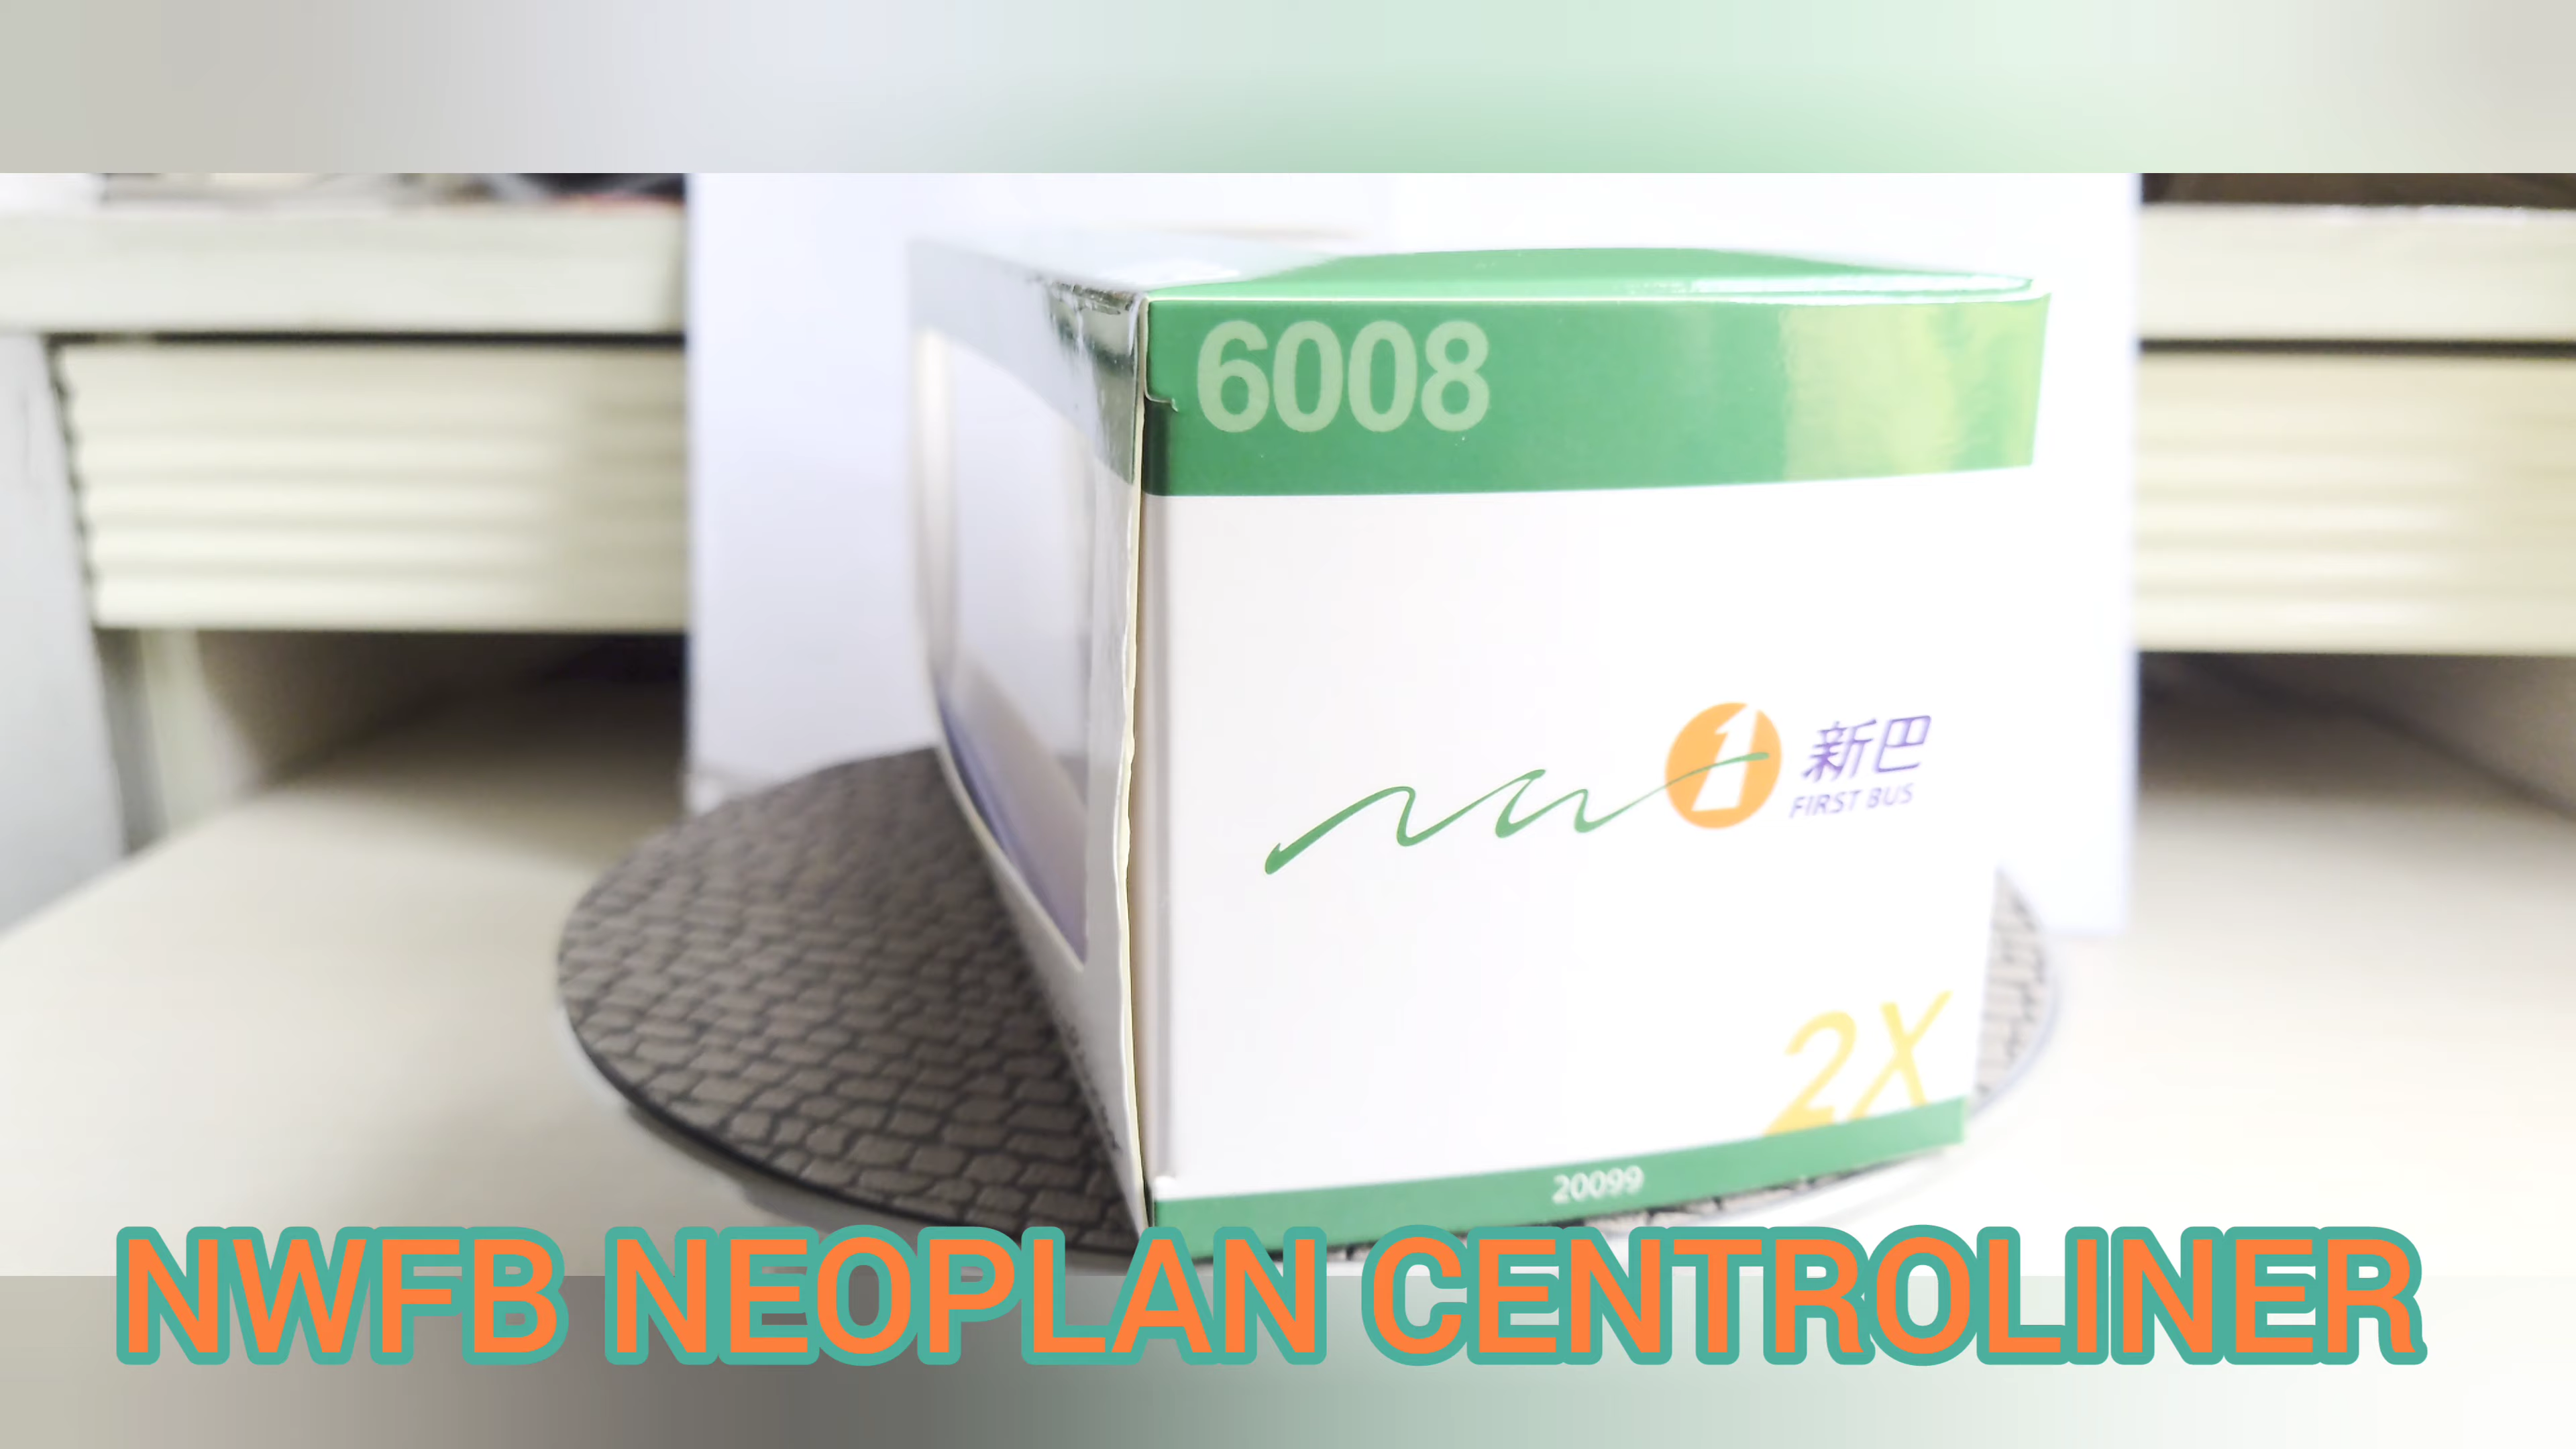 6008
新巴
FIRST BUS
2X
20099
NWFB NEOPLAN CENTROLINER